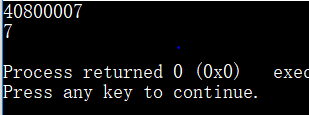 40800007
7
Process returned 0 (0x0) exec
Press any key to continue.